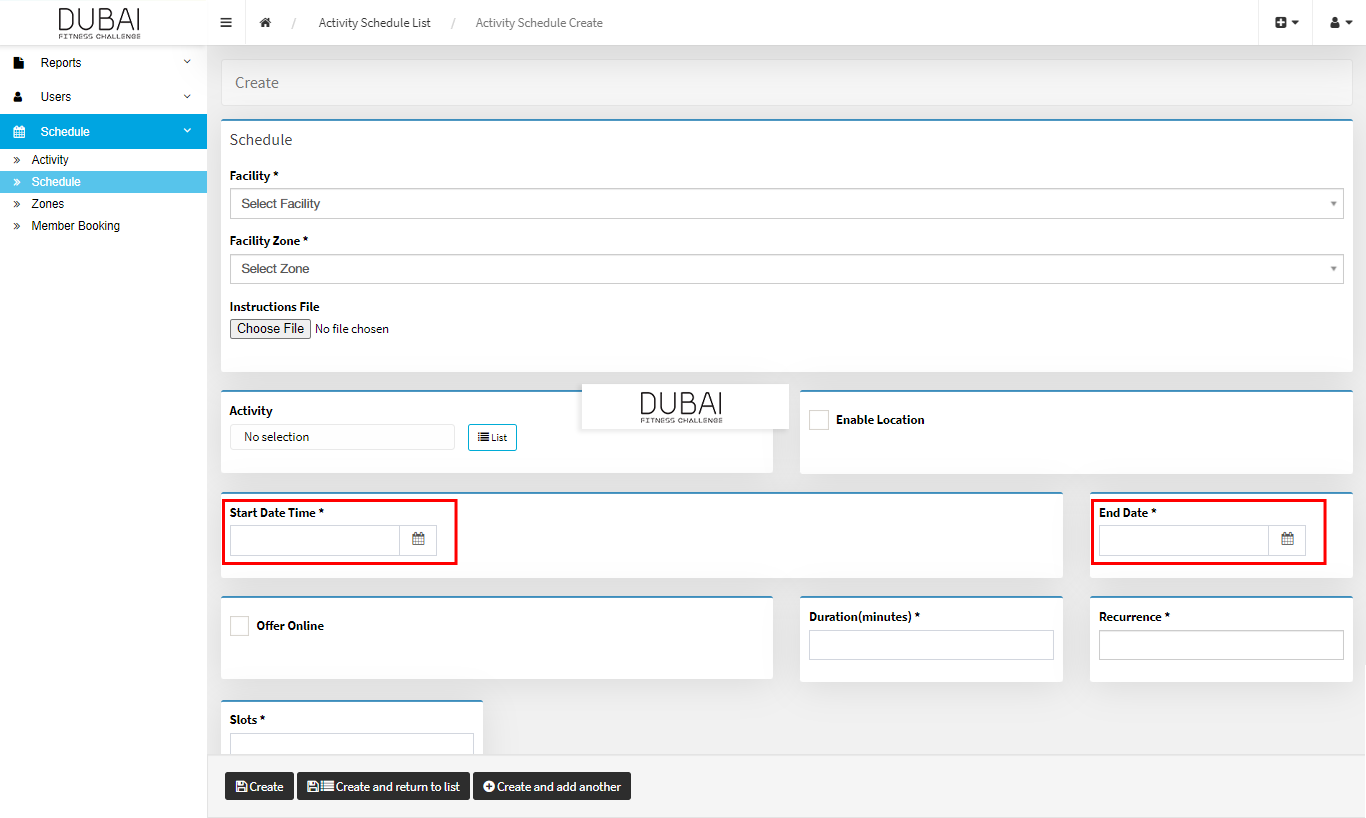 DUBAI
FITNESS CHALLENGE
/ Activity Schedule List / Activity Schedule Create
Reports
Users
Schedule
Activity
Schedule
Zones
Member Booking
Create
Schedule
Facility *
Select Facility
Facility Zone *
Select Zone
Instructions File
Choose File No file chosen
Activity
No selection
List
DUBAI
FITNESS CHALLENGE
Enable Location
Start Date Time *
End Date *
Offer Online
Duration(minutes) *
Recurrence *
Slots *
Create
Create and return to list
Create and add another